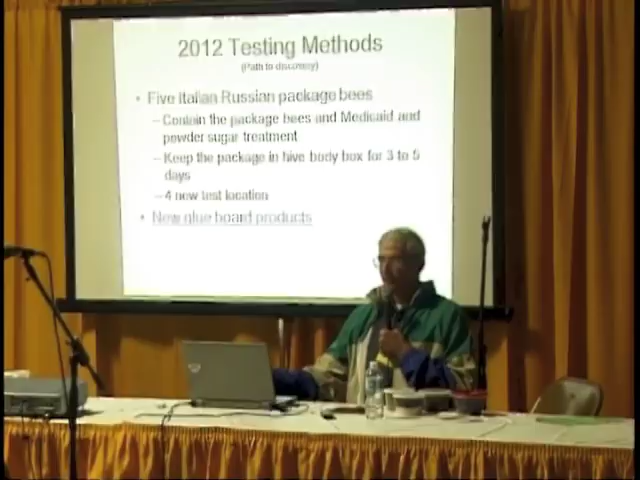 2012 Testing Methods
(Path to discovery)
• Five Italian Russian package bees
– Contain the package bees and Medicaid and
powder sugar treatment
– Keep the package in hive body box for 3 to 5
days
– 4 new test location
• New glue board products